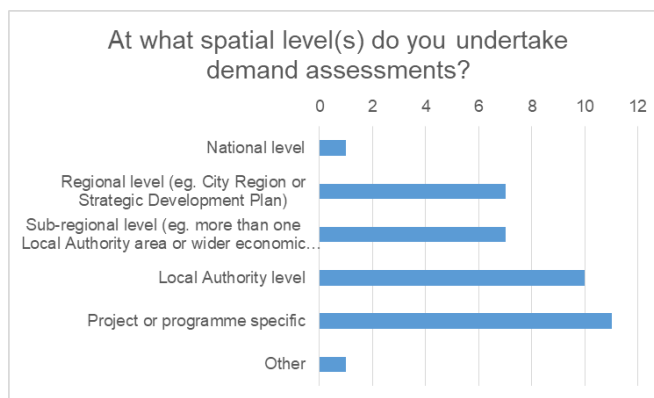 At what spatial level(s) do you undertake
demand assessments?
0 2 4 6 8 10 12
National level
Regional level (eg. City Region or
Strategic Development Plan)
Sub-regional level (eg. more than one
Local Authority area or wider economic…
Local Authority level
Project or programme specific
Other